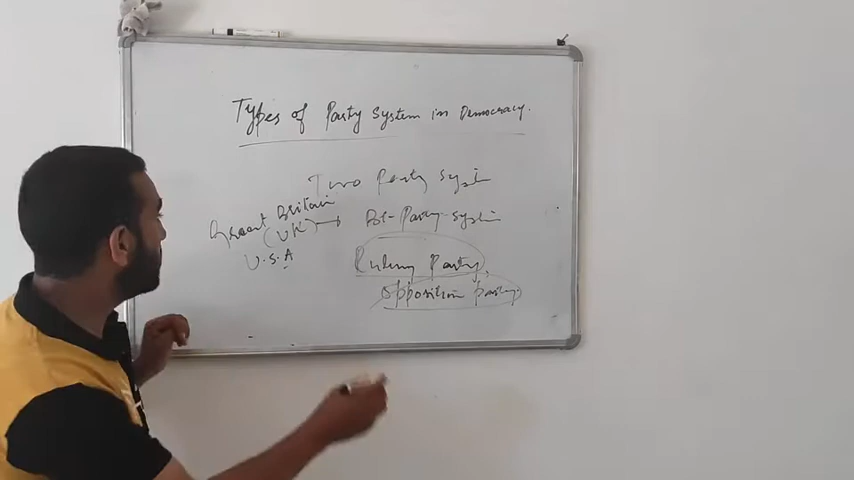 Types of Party System in Democracy.
Two Party System
Great Britain
(UK) → Bi-Party-system
U.S.A
Ruling Party
opposition party.